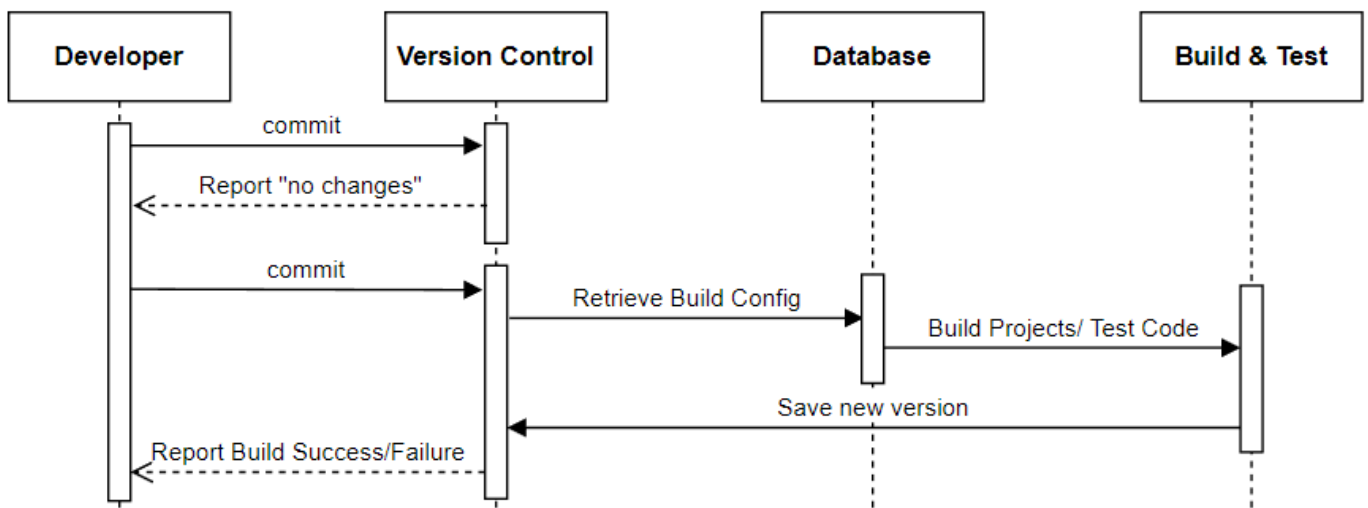 Developer
Version Control
Database
Build & Test
commit
Report "no changes"
commit
Retrieve Build Config
Build Projects/ Test Code
Save new version
Report Build Success/Failure